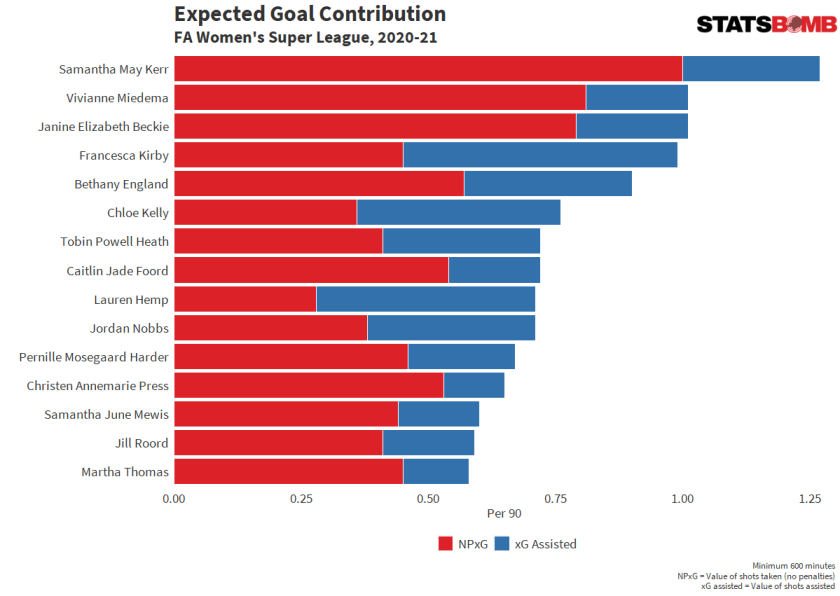 Expected Goal Contribution
FA Women's Super League, 2020-21
STATSBOMB
Samantha May Kerr
Vivianne Miedema
Janine Elizabeth Beckie
Francesca Kirby
Bethany England
Chloe Kelly
Tobin Powell Heath
Caitlin Jade Foord
Lauren Hemp
Jordan Nobbs
Pernille Mosegaard Harder
Christen Annemarie Press
Samantha June Mewis
Jill Roord
Martha Thomas
0.00 0.25 0.50 0.75 1.00 1.25
Per 90
NPxG xG Assisted
Minimum 600 minutes
NPxG = Value of shots taken (no penalties)
xG assisted = Value of shots assisted